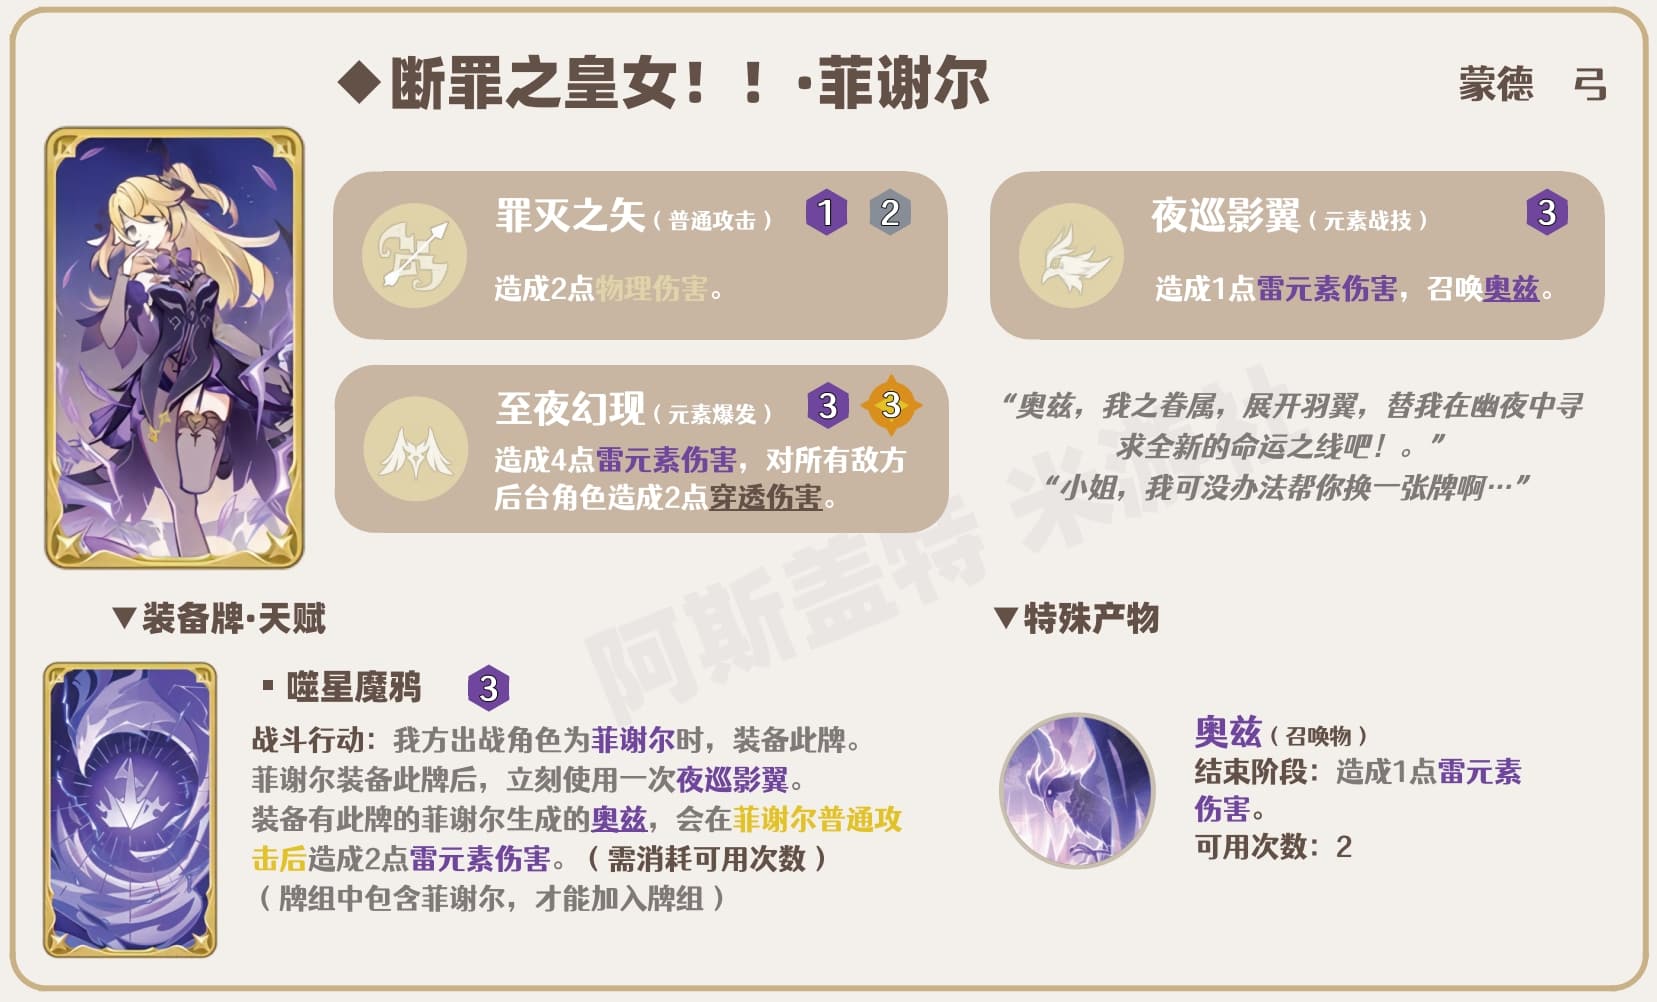 ◆断罪之皇女！！·菲谢尔
蒙德 弓
罪灭之矢（普通攻击） 1 2
造成2点物理伤害。
夜巡影翼（元素战技） 3
造成1点雷元素伤害，召唤奥兹。
至夜幻现（元素爆发） 3 3
造成4点雷元素伤害，对所有敌方
后台角色造成2点穿透伤害。
“奥兹，我之眷属，展开羽翼，替我在幽夜中寻
求全新的命运之线吧！。”
“小姐，我可没办法帮你换一张牌啊…”
阿斯盖特 米游社
▼装备牌·天赋
▪噬星魔鸦 3
战斗行动：我方出战角色为菲谢尔时，装备此牌。
菲谢尔装备此牌后，立刻使用一次夜巡影翼。
装备有此牌的菲谢尔生成的奥兹，会在菲谢尔普通攻
击后造成2点雷元素伤害。（需消耗可用次数）
（牌组中包含菲谢尔，才能加入牌组）
▼特殊产物
奥兹（召唤物）
结束阶段：造成1点雷元素
伤害。
可用次数：2